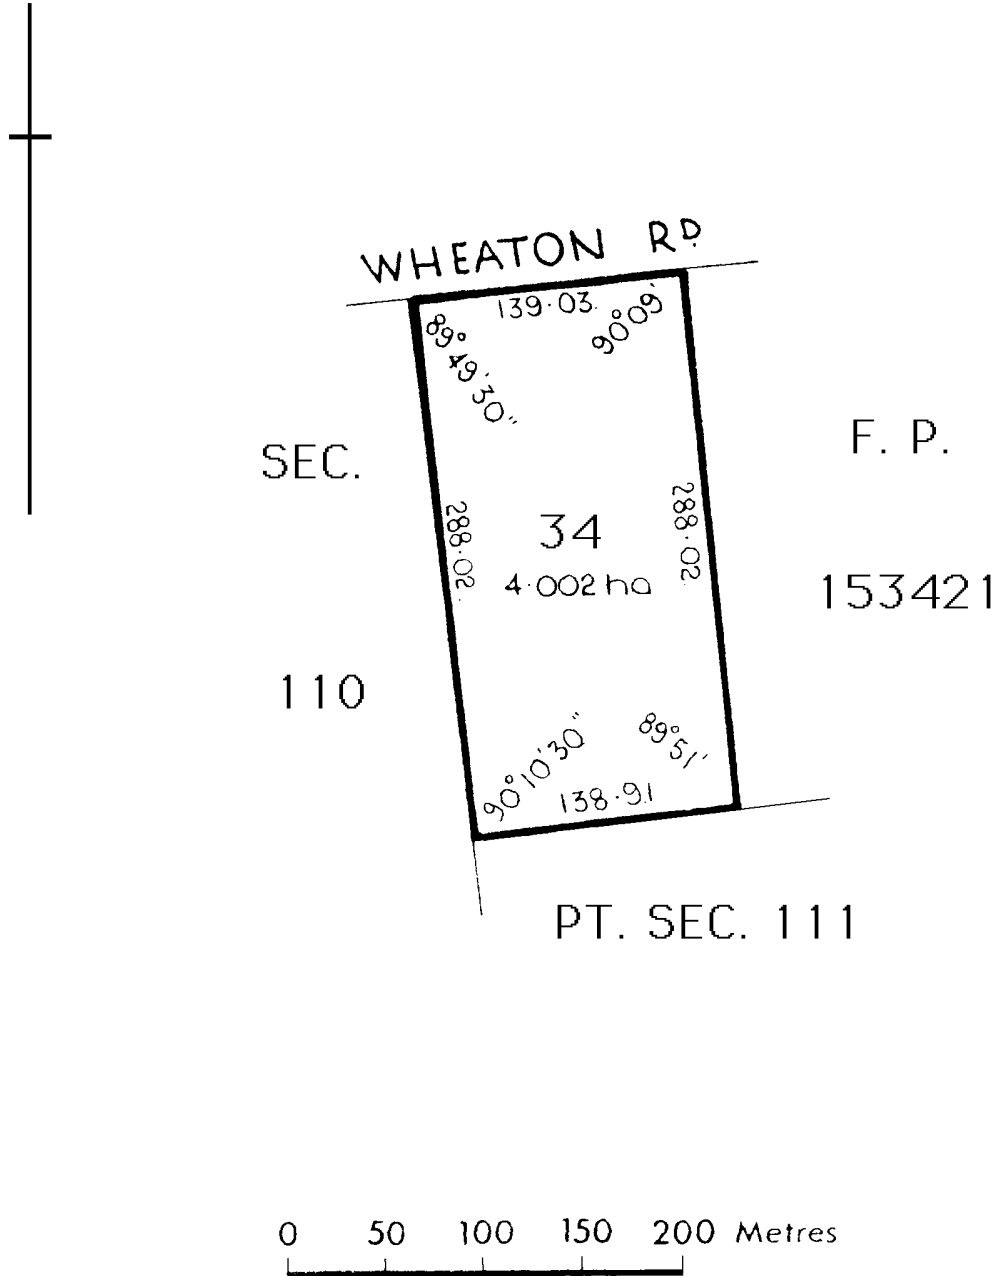 WHEATON RD.
139·03.
89°49'30"
90°09'
SEC.
F. P.
288·02.
34
288·02
4·002 ha
153421
110
90°10'30"
89°51'
138·91
PT. SEC. 111
0 50 100 150 200 Metres